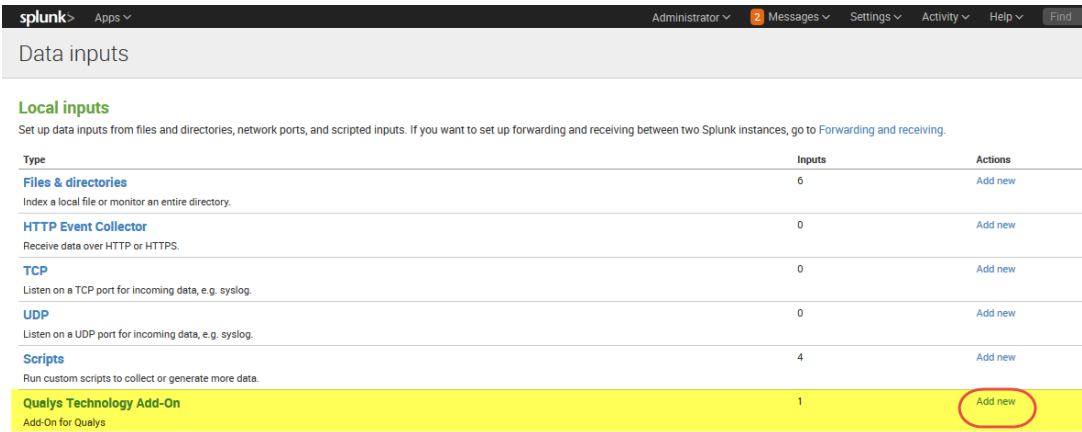 splunk> Apps Administrator 2 Messages Settings Activity Help Find
Data inputs
Local inputs
Set up data inputs from files and directories, network ports, and scripted inputs. If you want to set up forwarding and receiving between two Splunk instances, go to Forwarding and receiving.
Type Inputs Actions
Files & directories 6 Add new
Index a local file or monitor an entire directory.
HTTP Event Collector 0 Add new
Receive data over HTTP or HTTPS.
TCP 0 Add new
Listen on a TCP port for incoming data, e.g. syslog.
UDP 0 Add new
Listen on a UDP port for incoming data, e.g. syslog.
Scripts 4 Add new
Run custom scripts to collect or generate more data.
Qualys Technology Add-On 1 Add new
Add-On for Qualys